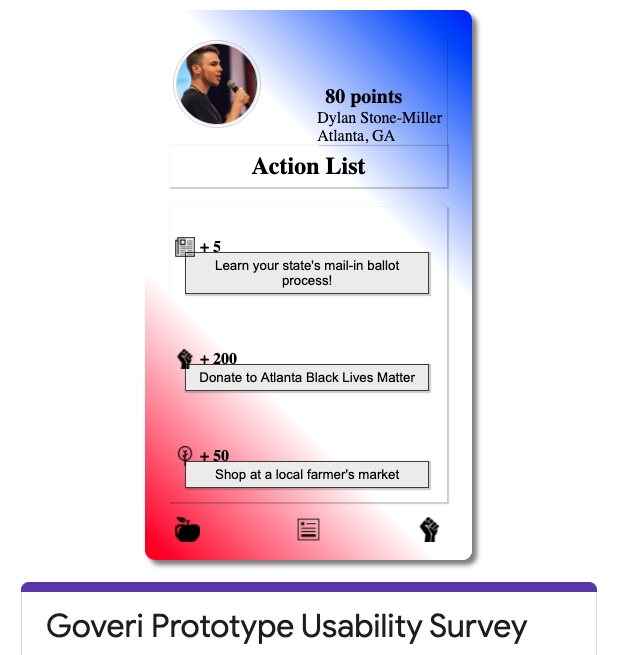 80 points
Dylan Stone-Miller
Atlanta, GA
Action List
+ 5
Learn your state's mail-in ballot
process!
+ 200
Donate to Atlanta Black Lives Matter
+ 50
Shop at a local farmer's market
Goveri Prototype Usability Survey